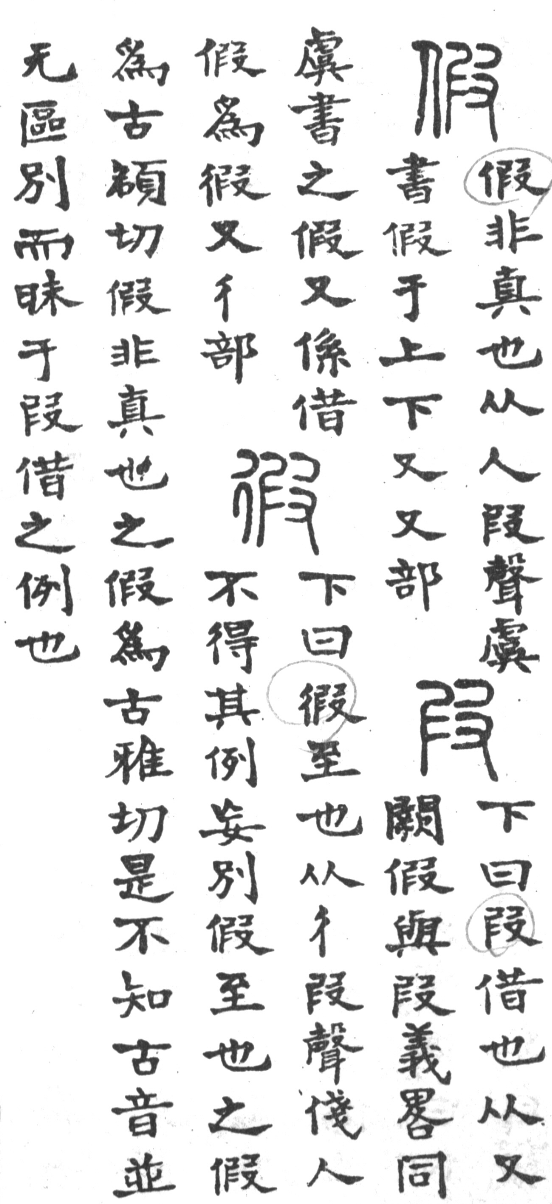 假
假非真也从人叚聲虞
書假于上下又又部
叚
下曰叚借也从又
闕假與叚義畧同
虞書之假又係借
假爲徦又彳部
徦
下曰徦至也从彳叚聲俴人
不得其例妄別假至也之假
爲古頟切假非真也之假爲古雅切是不知古音並
无區別而昧于叚借之例也